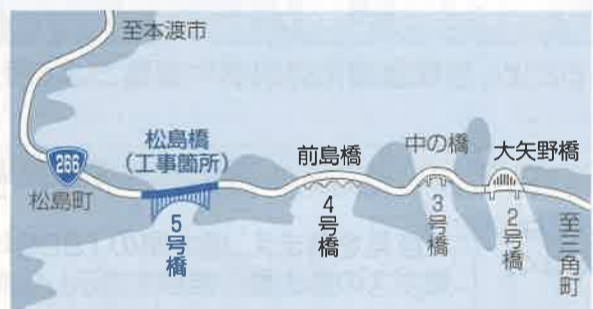 至本渡市
266
松島町
松島橋
(工事箇所)
5号橋
前島橋
4号橋
中の橋
3号橋
大矢野橋
2号橋
至三角町